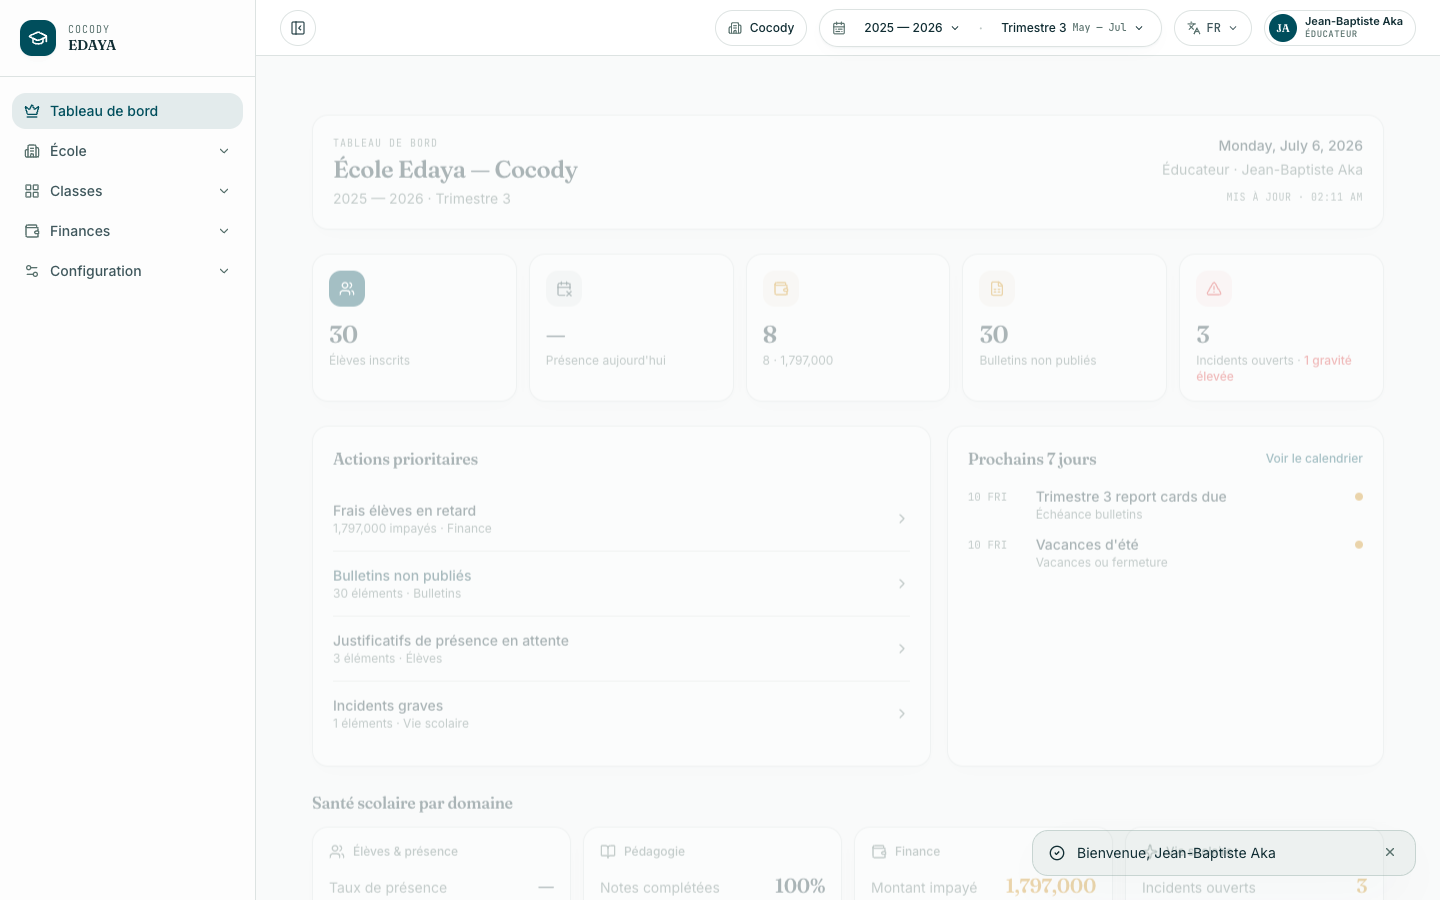 COCODY
EDAYA
Tableau de bord
École
Classes
Finances
Configuration
Cocody
2025 — 2026
·
Trimestre 3 May – Jul
FR
JA
Jean-Baptiste Aka
ÉDUCATEUR
TABLEAU DE BORD
École Edaya — Cocody
2025 — 2026 · Trimestre 3
Monday, July 6, 2026
Éducateur · Jean-Baptiste Aka
MIS À JOUR · 02:11 AM
30
Élèves inscrits
—
Présence aujourd'hui
8
8 · 1,797,000
30
Bulletins non publiés
3
Incidents ouverts · 1 gravité
élevée
Actions prioritaires
Frais élèves en retard
1,797,000 impayés · Finance
Bulletins non publiés
30 éléments · Bulletins
Justificatifs de présence en attente
3 éléments · Élèves
Incidents graves
1 éléments · Vie scolaire
Prochains 7 jours
Voir le calendrier
10 FRI
Trimestre 3 report cards due
Échéance bulletins
10 FRI
Vacances d'été
Vacances ou fermeture
Santé scolaire par domaine
Élèves & présence
Taux de présence —
Pédagogie
Notes complétées 100%
Finance
Montant impayé 1,797,000
Incidents ouverts 3
Bienvenue, Jean-Baptiste Aka